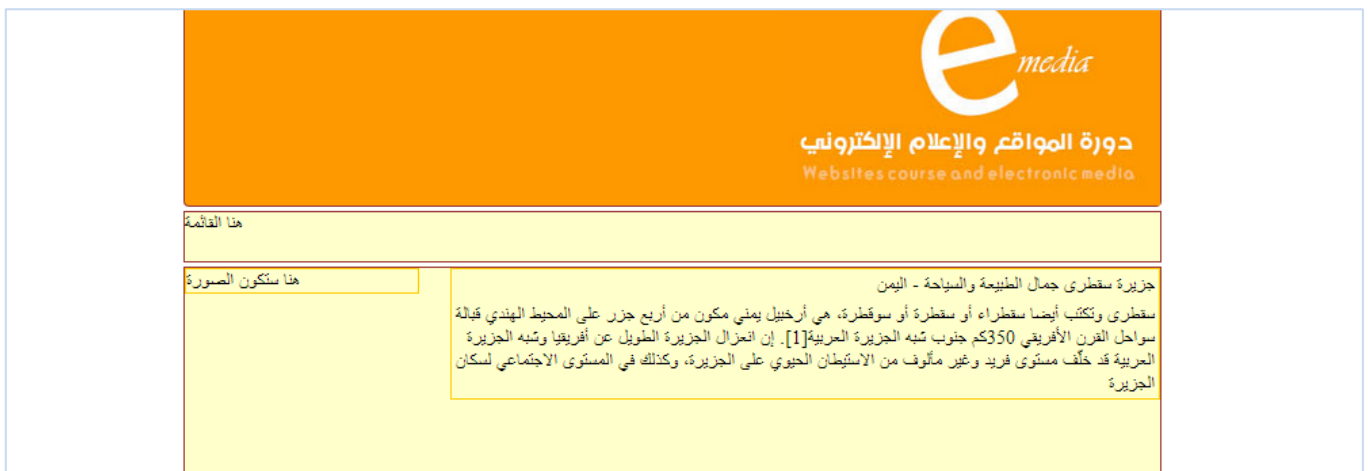 e media
دورة المواقع والإعلام الإلكتروني
Websites course and electronic media
هنا القائمة
جزيرة سقطرى جمال الطبيعة والسياحة - اليمن
سقطرى وتكتب أيضا سقطراء أو سقطرة أو سوقطرة، هي أرخبيل يمني مكون من أربع جزر على المحيط الهندي قبالة
سواحل القرن الأفريقي 350كم جنوب شبه الجزيرة العربية[1]. إن انعزال الجزيرة الطويل عن أفريقيا وشبه الجزيرة
العربية قد خلّف مستوى فريد وغير مألوف من الاستيطان الحيوي على الجزيرة، وكذلك في المستوى الاجتماعي لسكان
الجزيرة
هنا ستكون الصورة